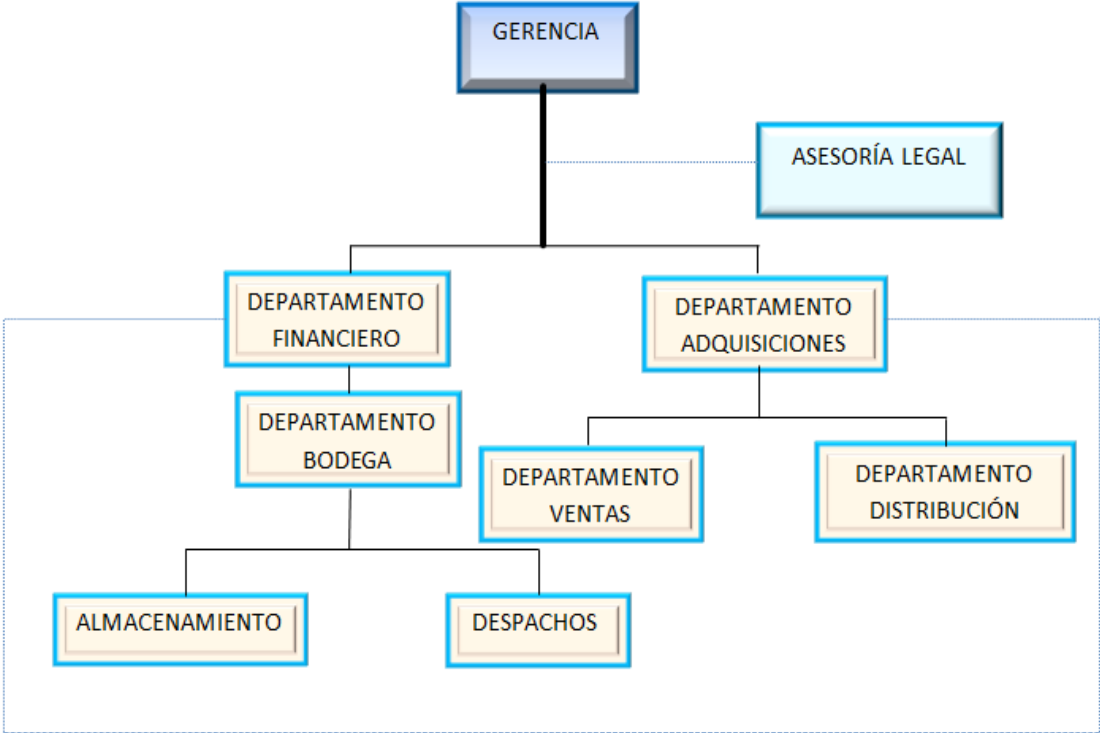 GERENCIA
ASESORÍA LEGAL
DEPARTAMENTO
FINANCIERO
DEPARTAMENTO
ADQUISICIONES
DEPARTAMENTO
BODEGA
DEPARTAMENTO
VENTAS
DEPARTAMENTO
DISTRIBUCIÓN
ALMACENAMIENTO
DESPACHOS